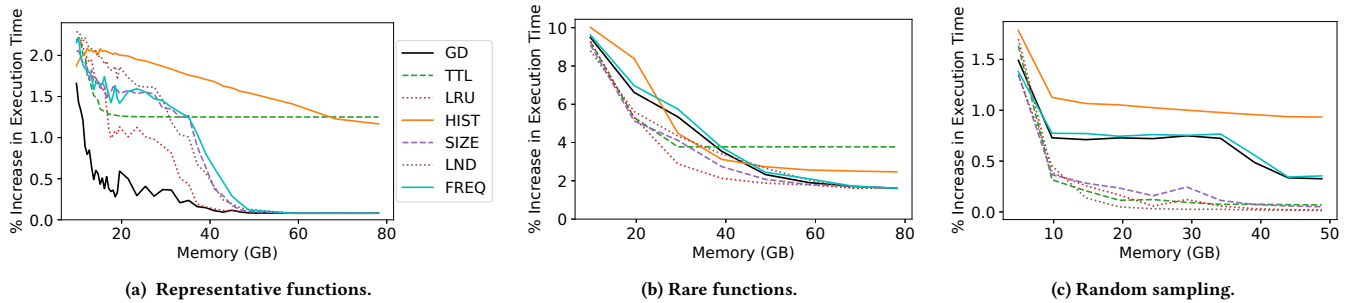 % Increase in Execution Time
2.0
1.5
1.0
0.5
0.0
20
40
60
80
Memory (GB)
GD
TTL
LRU
HIST
SIZE
LND
FREQ
(a) Representative functions.
% Increase in Execution Time
10
8
6
4
2
0
20
40
60
80
Memory (GB)
(b) Rare functions.
% Increase in Execution Time
1.5
1.0
0.5
0.0
10
20
30
40
50
Memory (GB)
(c) Random sampling.